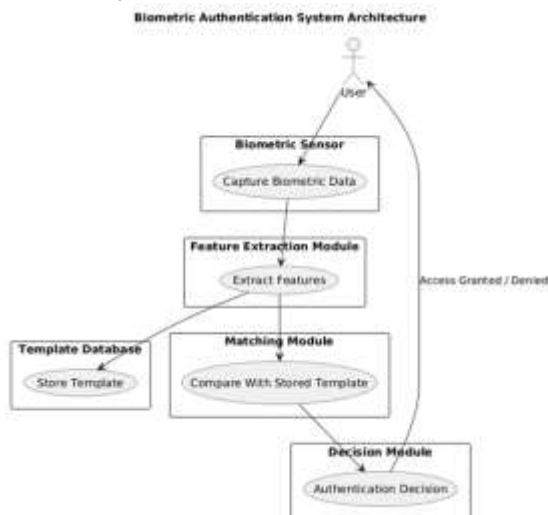 Biometric Authentication System Architecture
User
Biometric Sensor
Capture Biometric Data
Feature Extraction Module
Extract Features
Access Granted / Denied
Template Database
Store Template
Matching Module
Compare With Stored Template
Decision Module
Authentication Decision